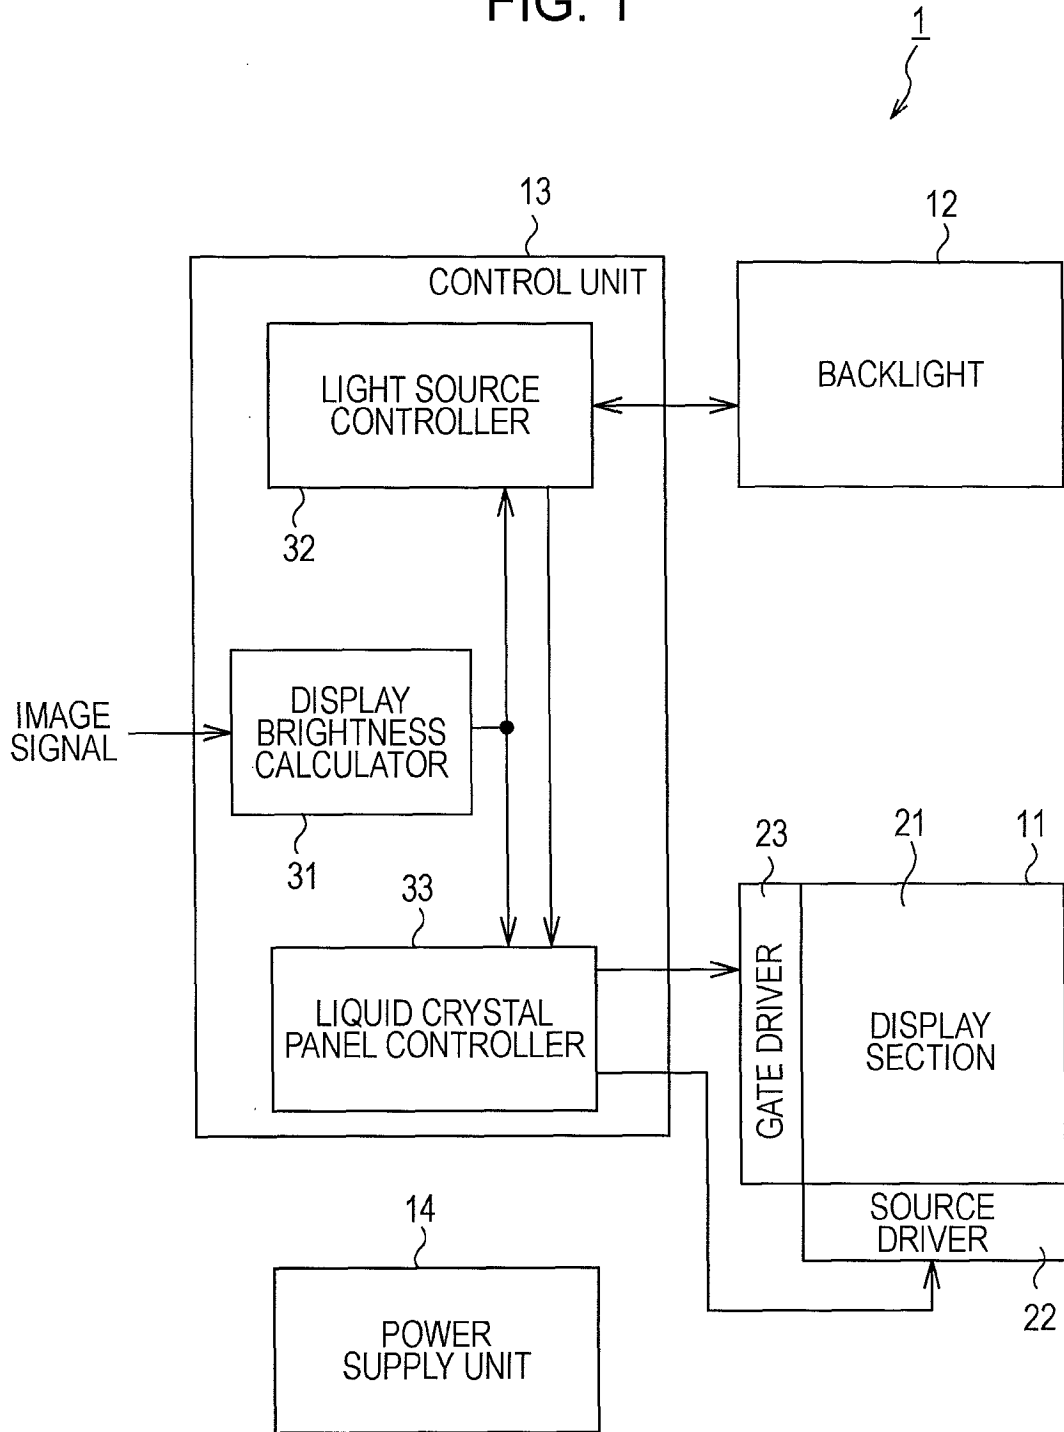 FIG. 1
1
13
12
CONTROL UNIT
LIGHT SOURCE
CONTROLLER
BACKLIGHT
32
IMAGE
SIGNAL
DISPLAY
BRIGHTNESS
CALCULATOR
31
33
23
21
11
LIQUID CRYSTAL
PANEL CONTROLLER
GATE DRIVER
DISPLAY
SECTION
SOURCE
DRIVER
22
14
POWER
SUPPLY UNIT